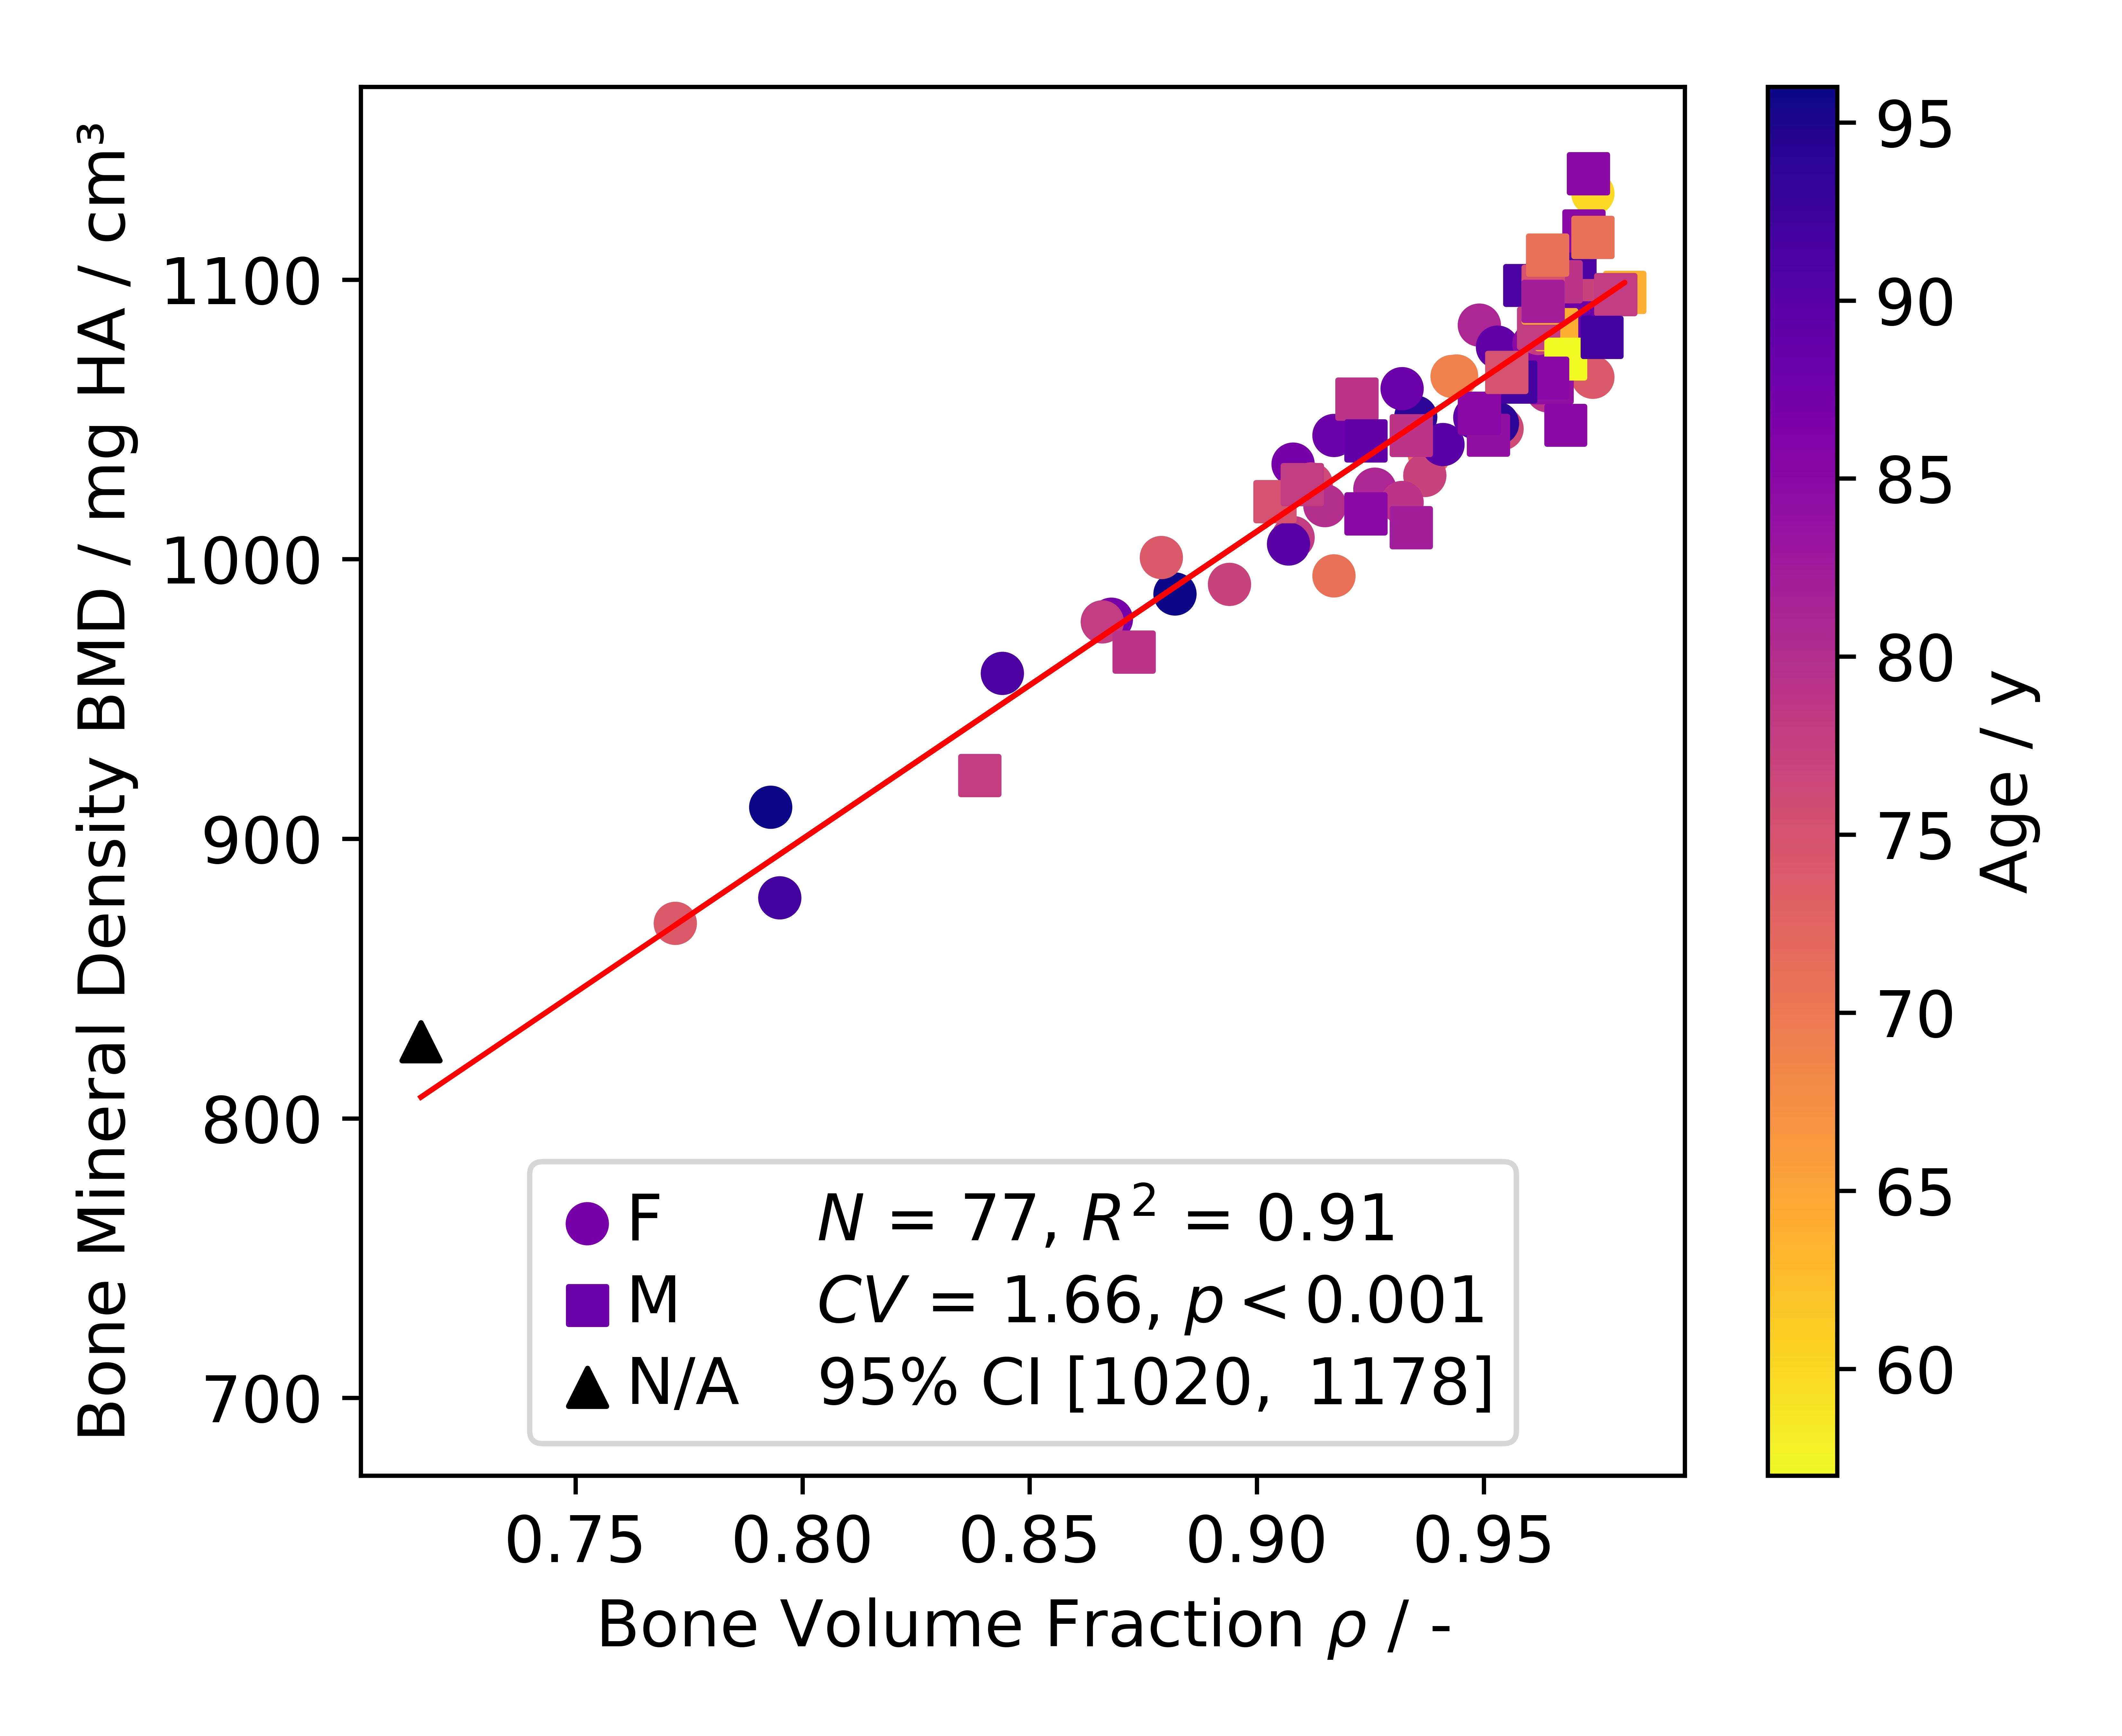 Bone Mineral Density BMD / mg HA / cm³
1100
1000
900
800
700
F N = 77, R² = 0.91
M CV = 1.66, p < 0.001
N/A 95% CI [1020, 1178]
0.75 0.80 0.85 0.90 0.95
Bone Volume Fraction ρ / -
95
90
85
80
75
70
65
60
Age / y